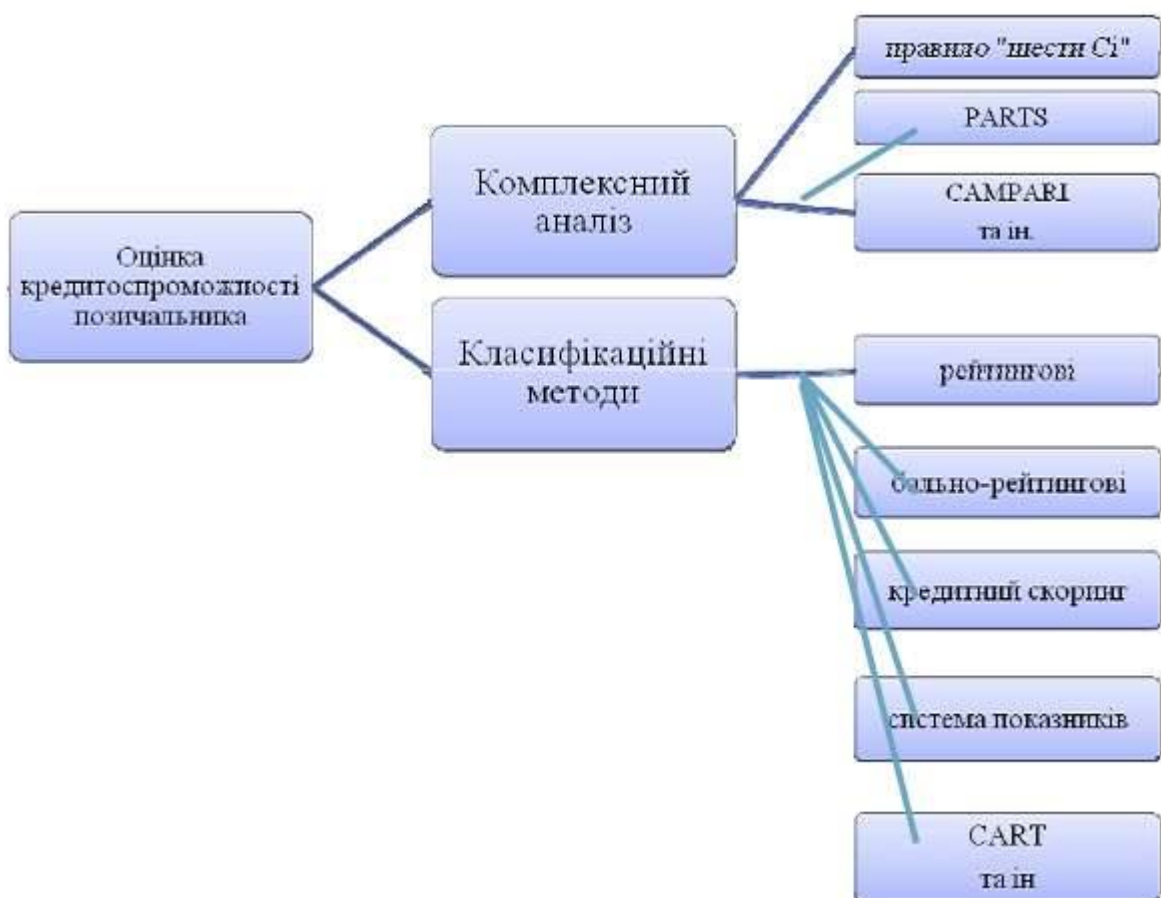 Оцінка
кредитоспроможності
позичальника
Комплексний
аналіз
Класифікаційні
методи
правило "шести Сі"
PARTS
CAMPARI
та ін.
рейтингові
бально-рейтингові
кредитний скоринг
система показників
CART
та ін